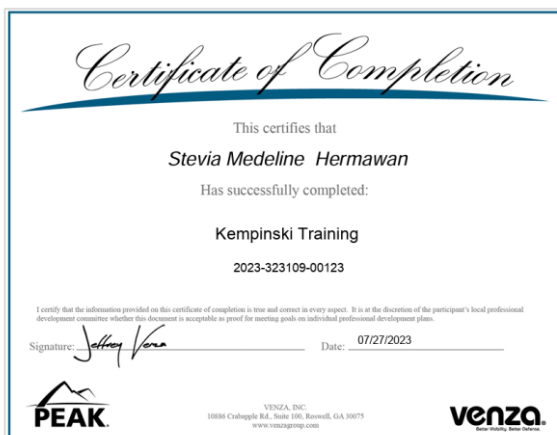 Certificate of Completion
This certifies that
Stevia Medeline Hermawan
Has successfully completed:
Kempinski Training
2023-323109-00123
I certify that the information provided on this certificate of completion is true and correct in every aspect. It is at the discretion of the participant's local professional
development committee whether this document is acceptable as proof for meeting goals on individual professional development plans.
Signature: Jeffrey Venza Date: 07/27/2023
PEAK.
VENZA, INC.
10886 Crabapple Rd., Suite 100, Roswell, GA 30075
www.venzagroup.com
venza.
Better Visibility. Better Defense.